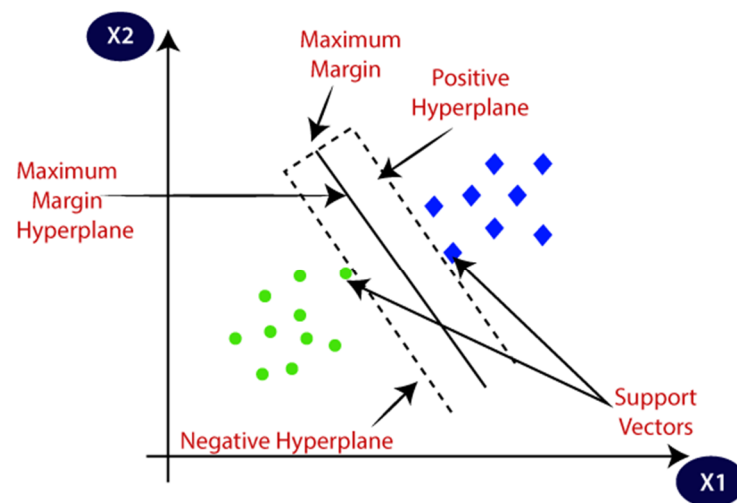 X2
Maximum
Margin
Positive
Hyperplane
Maximum
Margin
Hyperplane
Support
Vectors
Negative Hyperplane
X1